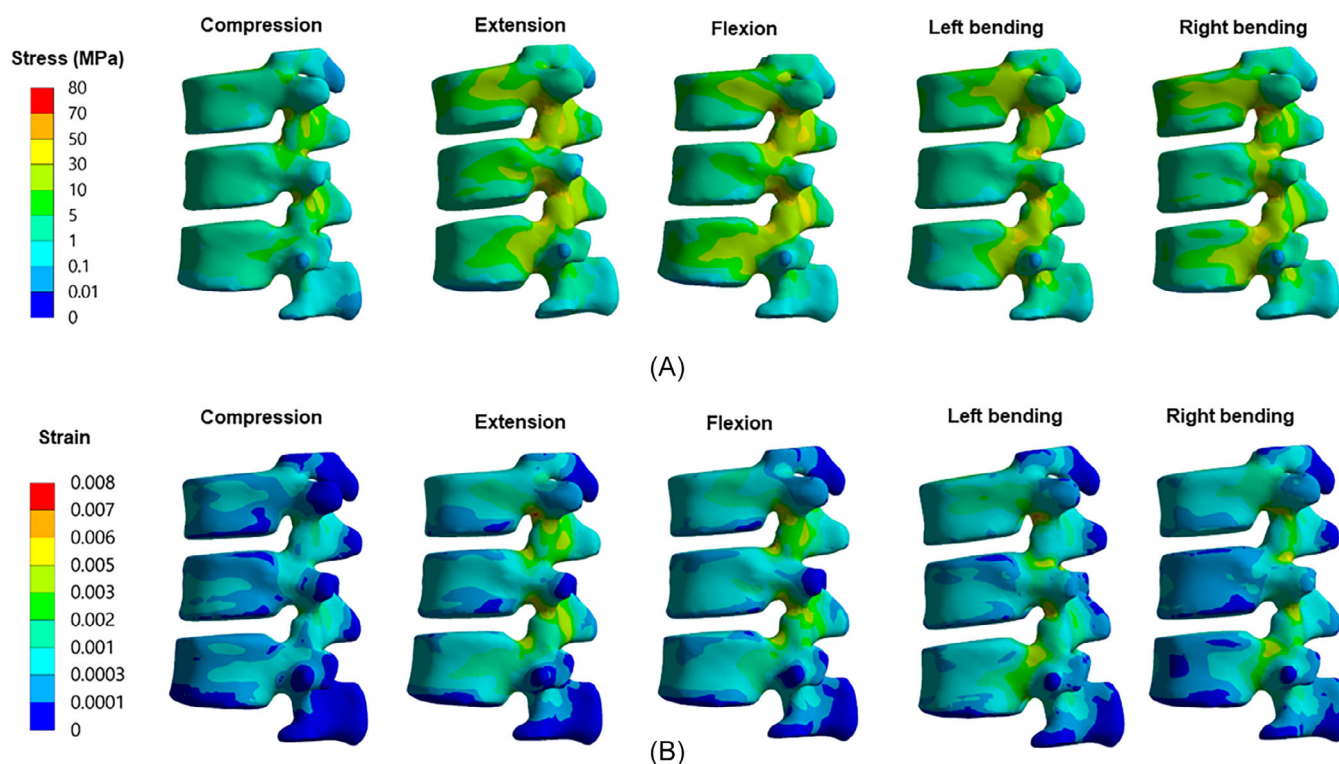 Compression
Extension
Flexion
Left bending
Right bending
Stress (MPa)
80
70
50
30
10
5
1
0.1
0.01
0
(A)
Compression
Extension
Flexion
Left bending
Right bending
Strain
0.008
0.007
0.006
0.005
0.003
0.002
0.001
0.0003
0.0001
0
(B)